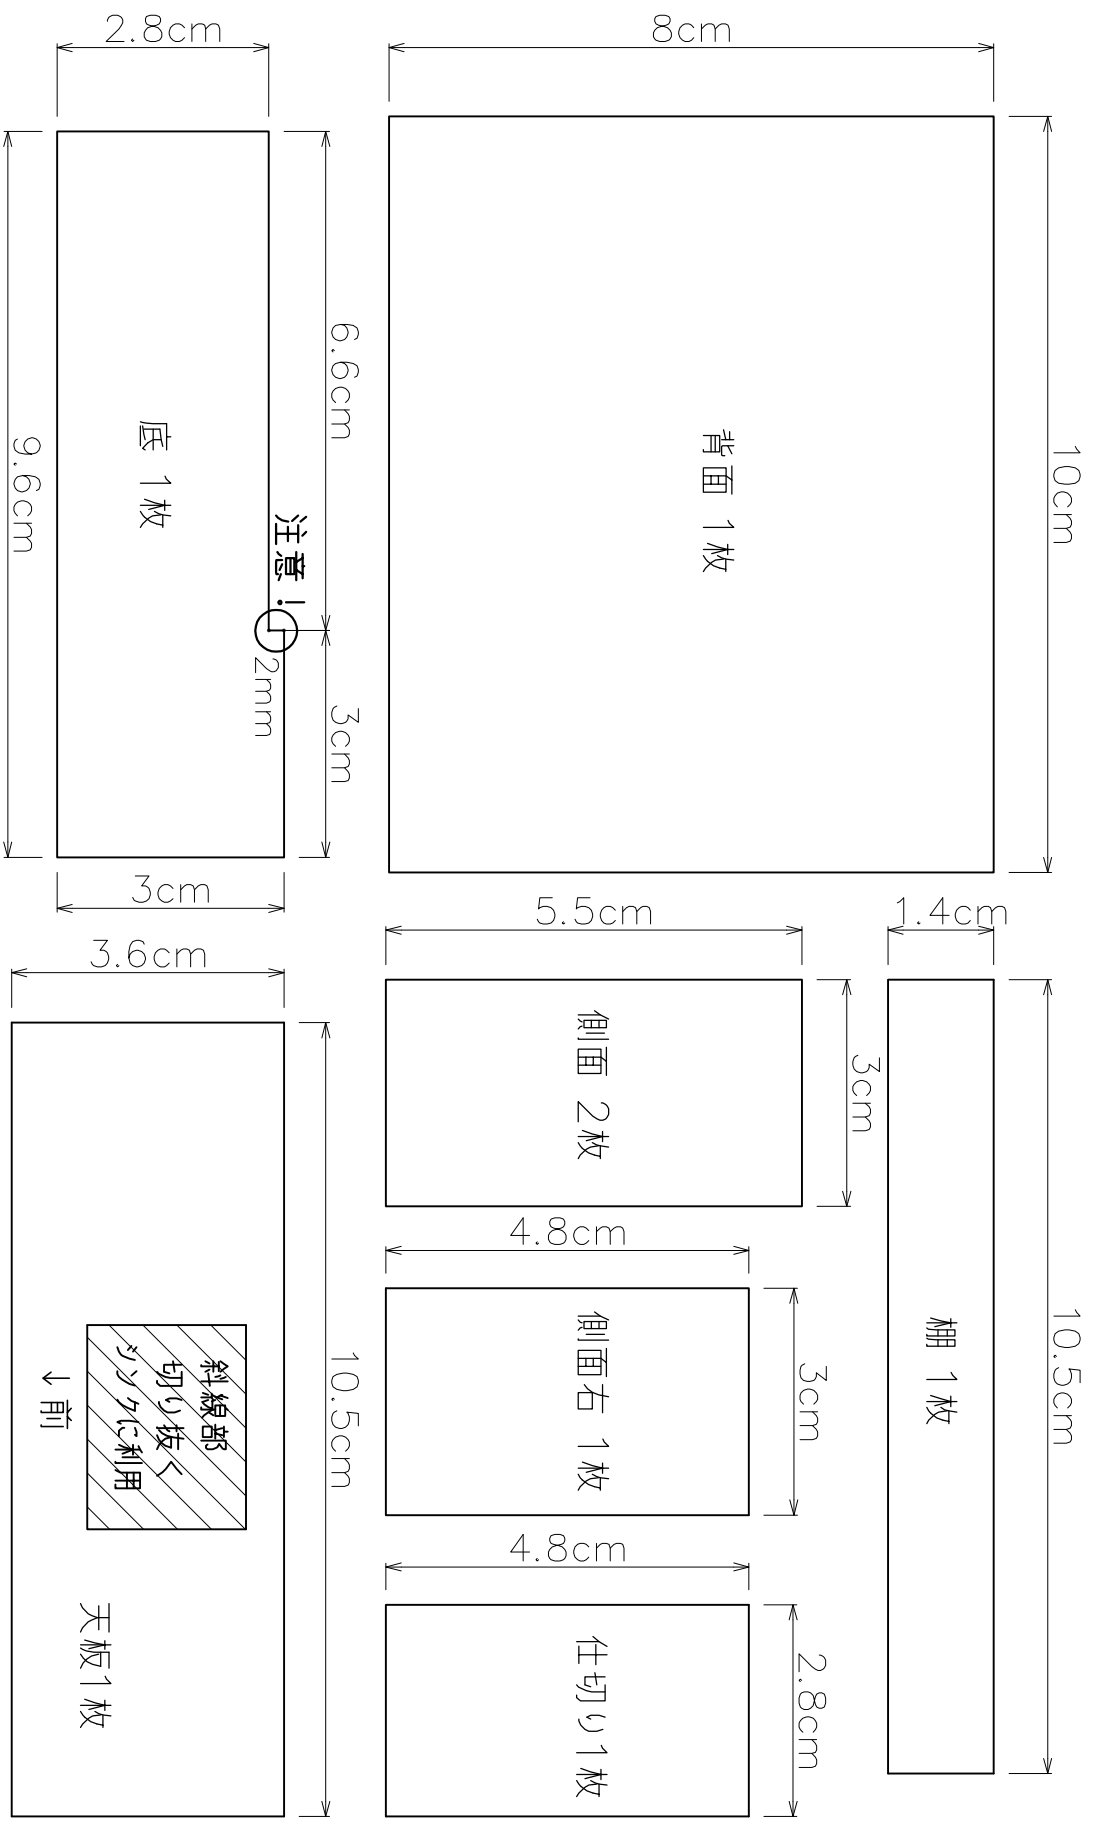 8cm
10cm
背面 1枚
2.8cm
6.6cm
3cm
注意！
2mm
底 1枚
9.6cm
3cm
1.4cm
10.5cm
棚 1枚
5.5cm
3cm
側面 2枚
4.8cm
3cm
側面右 1枚
4.8cm
2.8cm
仕切り1枚
3.6cm
10.5cm
斜線部
切り抜く
シンクに利用
↓前
天板1枚